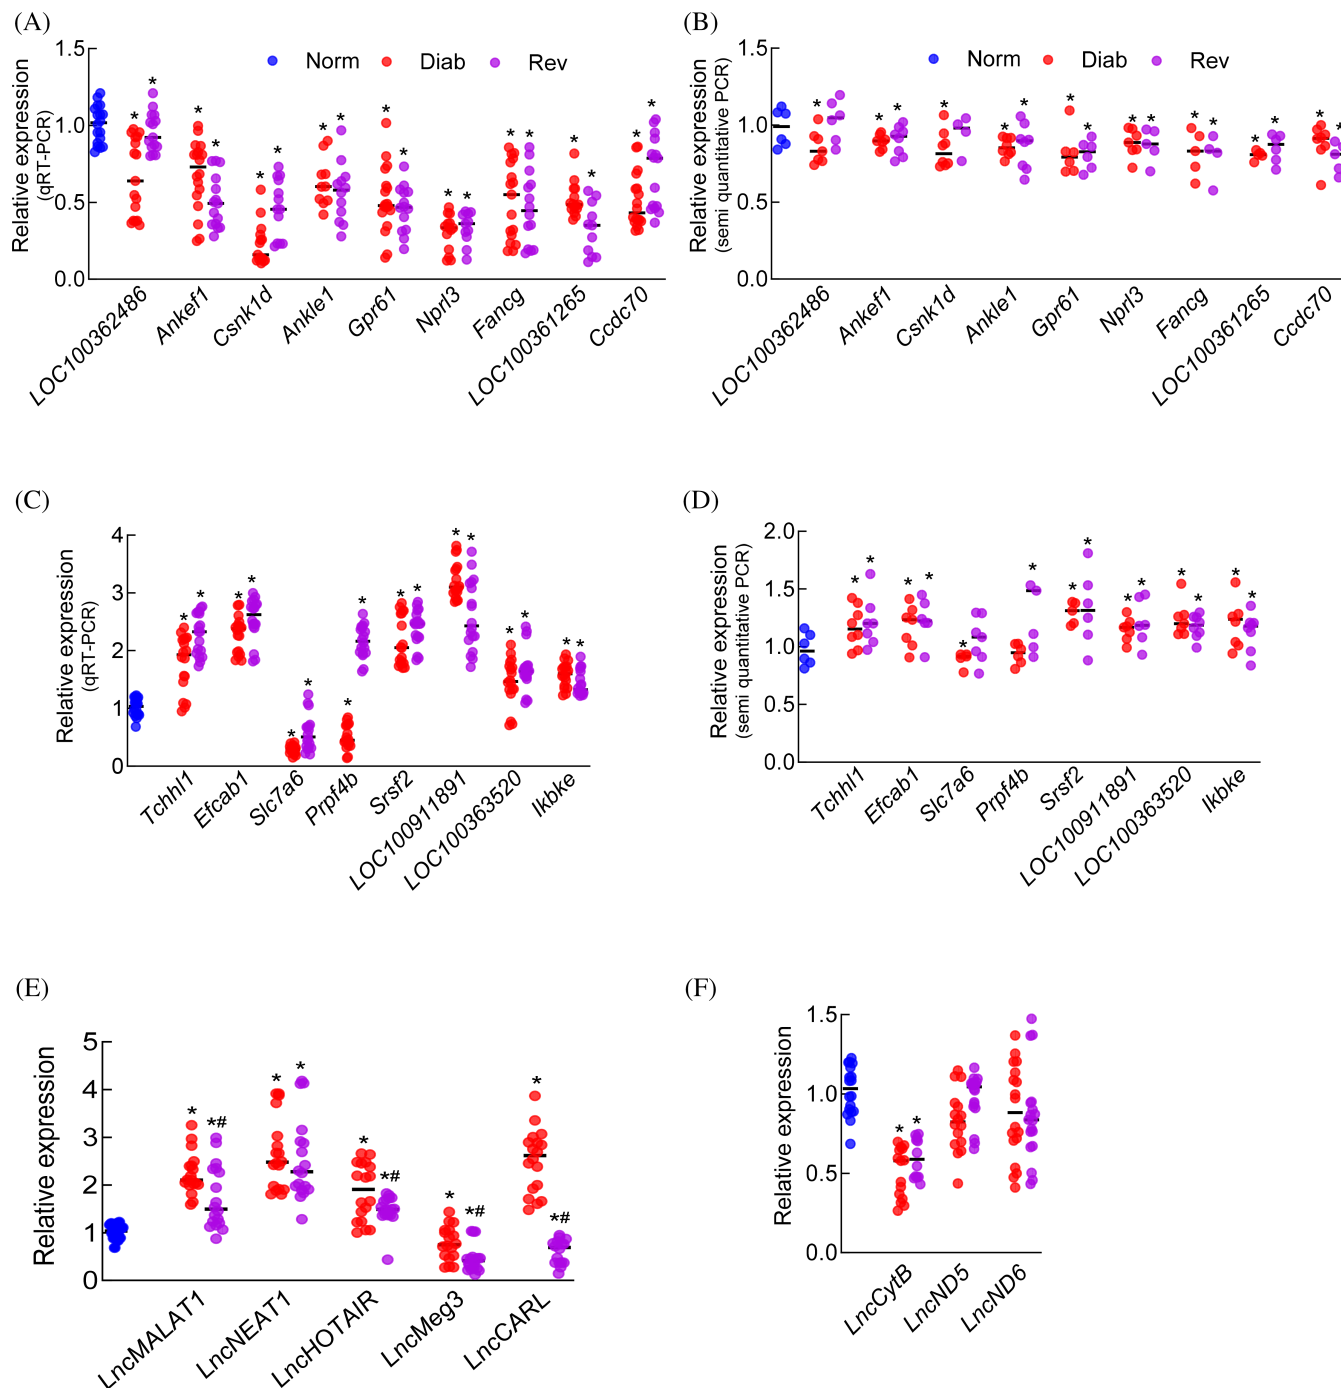 (A)
Relative expression
(qRT-PCR)
1.5
1.0
0.5
0.0
Norm Diab Rev
* * * * * * * * * * * * * * * * * *
LOC100362486 Ankef1 Csnk1d Ankle1 Gpr61 Nprl3 Fancg LOC100361265 Ccdc70
(B)
Relative expression
(semi quantitative PCR)
1.5
1.0
0.5
0.0
Norm Diab Rev
* * * * * * * * * * * * * * * *
LOC100362486 Ankef1 Csnk1d Ankle1 Gpr61 Nprl3 Fancg LOC100361265 Ccdc70
(C)
Relative expression
(qRT-PCR)
4
3
2
1
0
* * * * * * * * * * * * * * *
Tchhl1 Efcab1 Slc7a6 Prpf4b Srsf2 LOC100911891 LOC100363520 Ikbke
(D)
Relative expression
(semi quantitative PCR)
2.0
1.5
1.0
0.5
0.0
* * * * * * * * * * * * * *
Tchhl1 Efcab1 Slc7a6 Prpf4b Srsf2 LOC100911891 LOC100363520 Ikbke
(E)
Relative expression
5
4
3
2
1
0
* *# * * * *# * *# * *#
LncMALAT1 LncNEAT1 LncHOTAIR LncMeg3 LncCARL
(F)
Relative expression
1.5
1.0
0.5
0.0
* *
LncCytB LncND5 LncND6